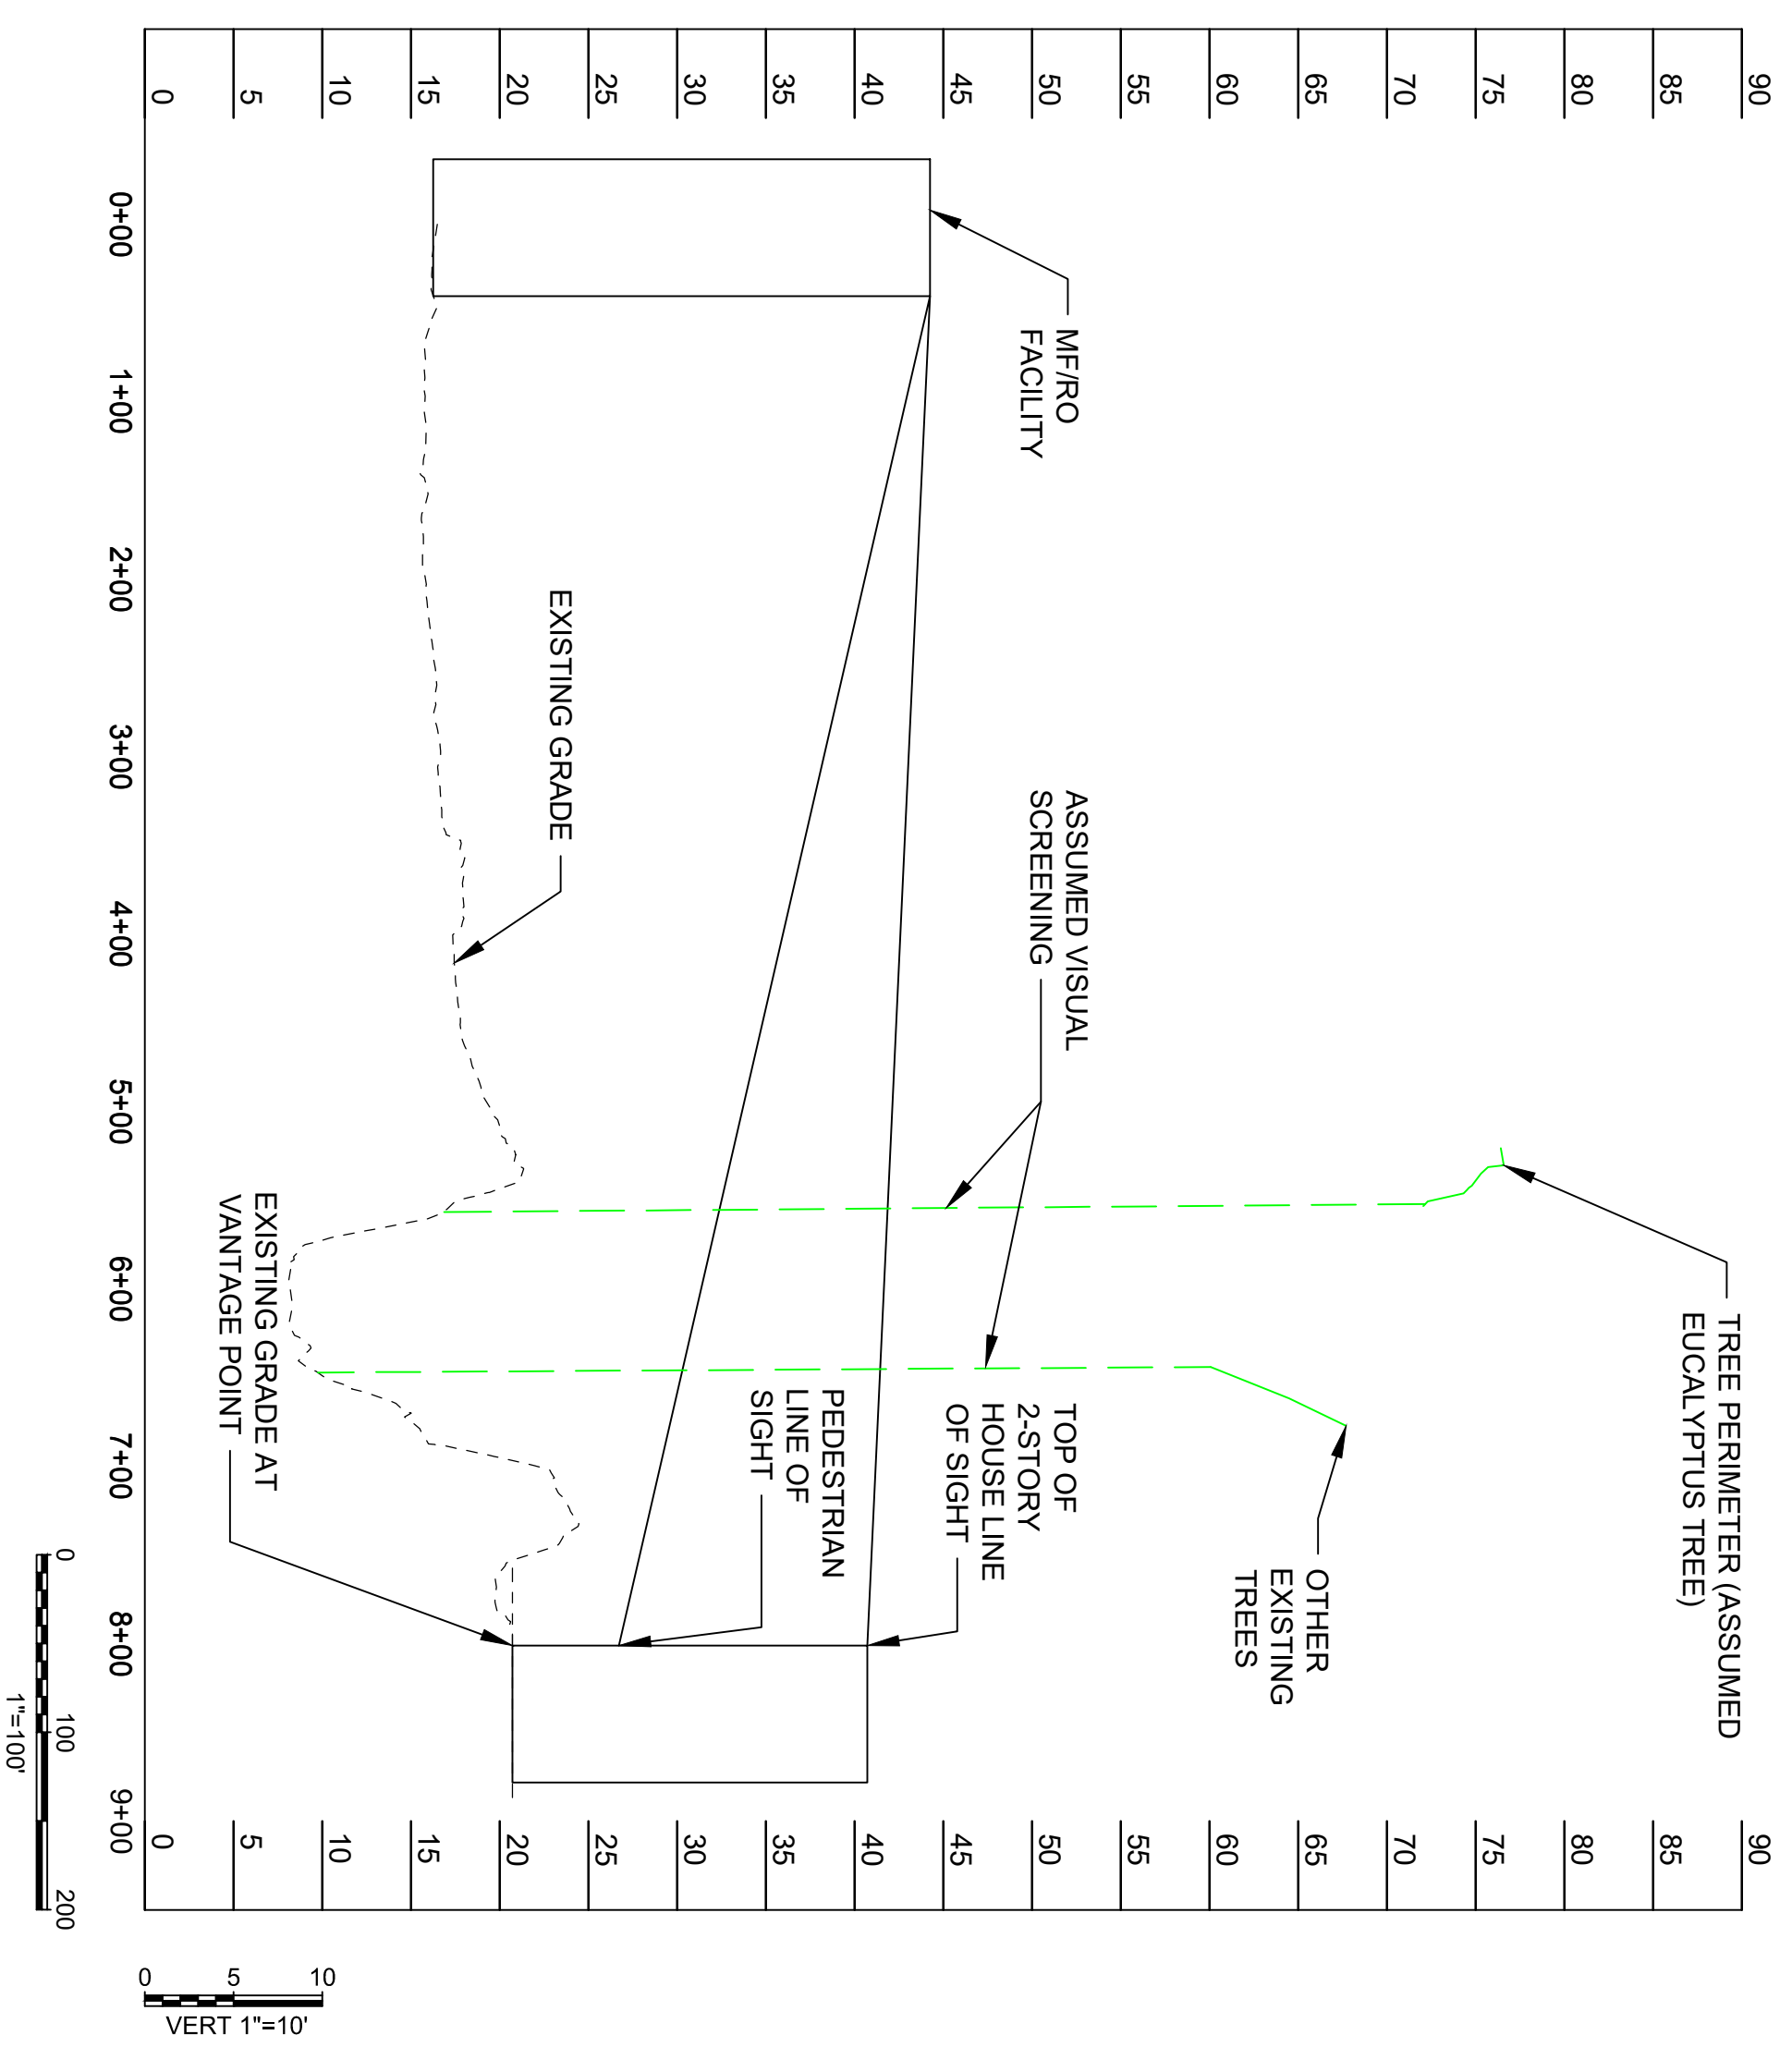 90
85
80
75
70
65
60
55
50
45
40
35
30
25
20
15
10
5
0
TREE PERIMETER (ASSUMED
EUCALYPTUS TREE)
OTHER
EXISTING
TREES
ASSUMED VISUAL
SCREENING
MF/RO
FACILITY
TOP OF
2-STORY
HOUSE LINE
OF SIGHT
PEDESTRIAN
LINE OF
SIGHT
EXISTING GRADE
EXISTING GRADE AT
VANTAGE POINT
90
85
80
75
70
65
60
55
50
45
40
35
30
25
20
15
10
5
0
0+00 1+00 2+00 3+00 4+00 5+00 6+00 7+00 8+00 9+00
0 100 200
1"=100'
0 5 10
VERT 1"=10'